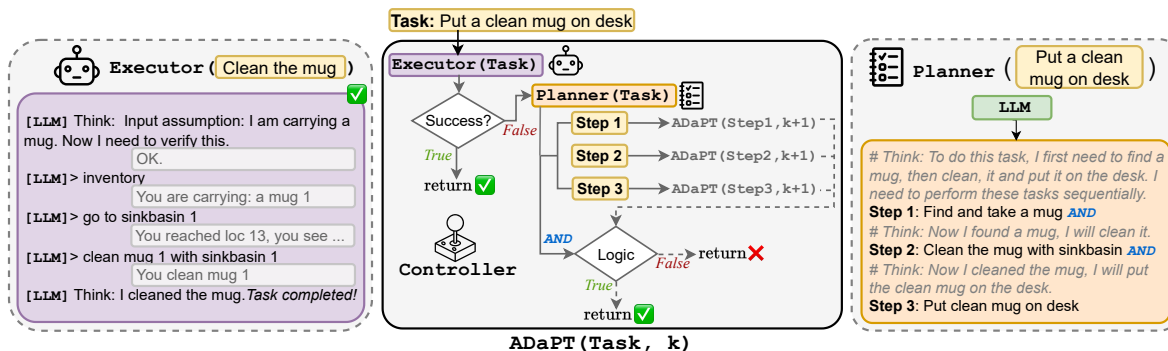 Executor(Clean the mug)
[LLM] Think: Input assumption: I am carrying a
mug. Now I need to verify this.
OK.
[LLM]> inventory
You are carrying: a mug 1
[LLM]> go to sinkbasin 1
You reached loc 13, you see ...
[LLM]> clean mug 1 with sinkbasin 1
You clean mug 1
[LLM] Think: I cleaned the mug.Task completed!
Task: Put a clean mug on desk
Executor(Task)
Success?
False
True
return
Planner(Task)
Step 1
ADaPT(Step1,k+1)
Step 2
ADaPT(Step2,k+1)
Step 3
ADaPT(Step3,k+1)
AND
Logic
False
return
True
return
Controller
ADaPT(Task, k)
Planner (Put a clean
mug on desk)
LLM
# Think: To do this task, I first need to find a
mug, then clean, it and put it on the desk. I
need to perform these tasks sequentially.
Step 1: Find and take a mug AND
# Think: Now I found a mug, I will clean it.
Step 2: Clean the mug with sinkbasin AND
# Think: Now I cleaned the mug, I will put
the clean mug on the desk.
Step 3: Put clean mug on desk